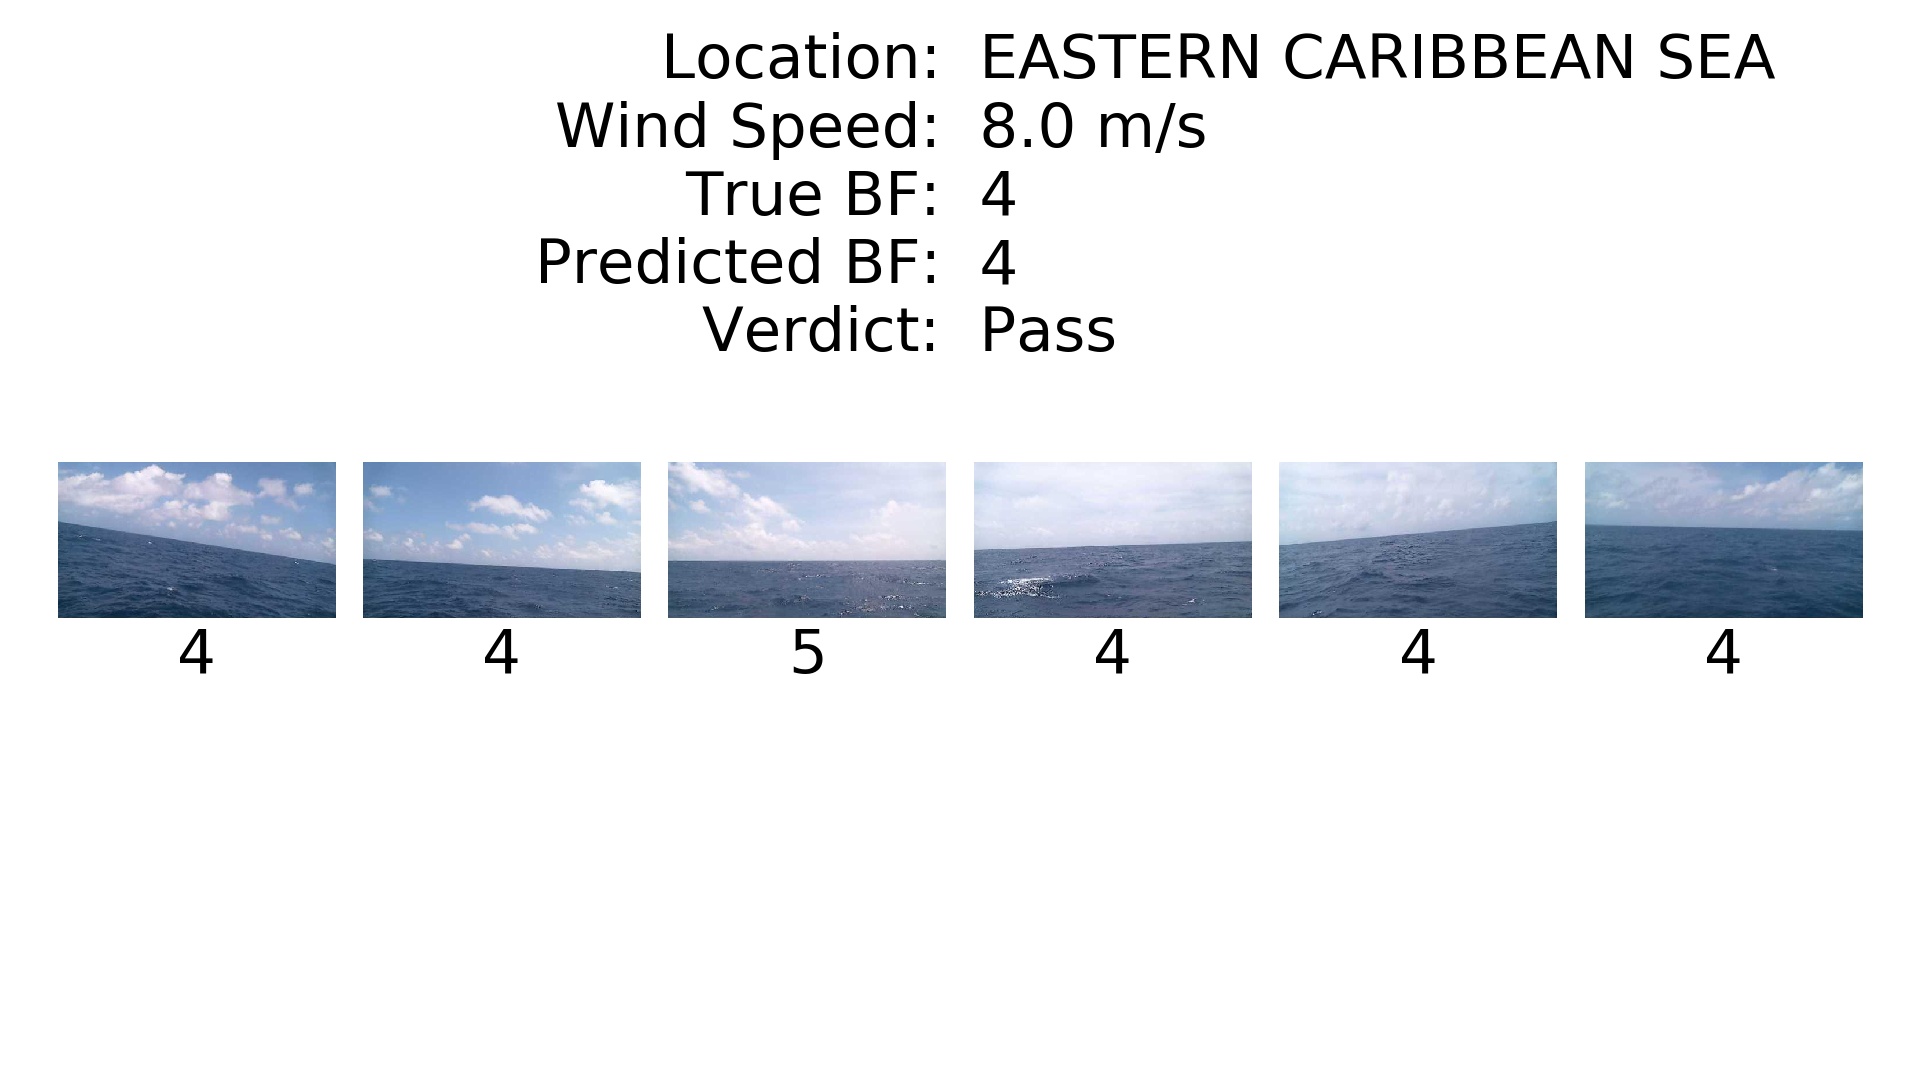 Location: EASTERN CARIBBEAN SEA
Wind Speed: 8.0 m/s
True BF: 4
Predicted BF: 4
Verdict: Pass
4 4 5 4 4 4